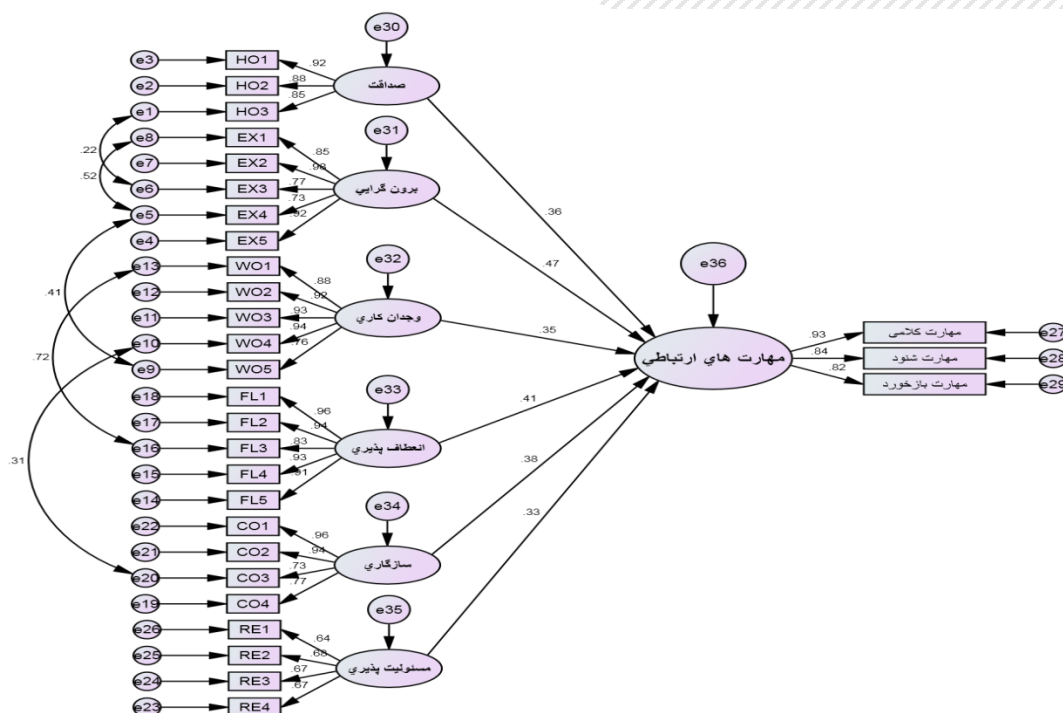 e30
e3 HO1 .92
e2 HO2 .88 صداقت
e1 HO3 .85
e31
e8 EX1 .85
.22 e7 EX2
.52 e6 EX3 .77 برون گرايي
e5 EX4 .73
e4 EX5 .92
.36
.47
e32
e13 WO1 .88
.41 e12 WO2 .92
e11 WO3 .93 وجدان كاري .35
e10 WO4 .94
e9 WO5 .76
e36
مهارت هاي ارتباطي
.93 مهارت کلامی e27
.84 مهارت شنود e28
.82 مهارت بازخورد e29
.72
e33
e18 FL1 .96
e17 FL2 .94
e16 FL3 .83 انعطاف پذيري .41
e15 FL4 .93
e14 FL5 .91
.31
e34
e22 CO1 .96
e21 CO2 .94 سازگاري .38
e20 CO3 .73
e19 CO4 .77
e35
e26 RE1 .64
e25 RE2 .68 مسئوليت پذيري .33
e24 RE3 .67
e23 RE4 .67